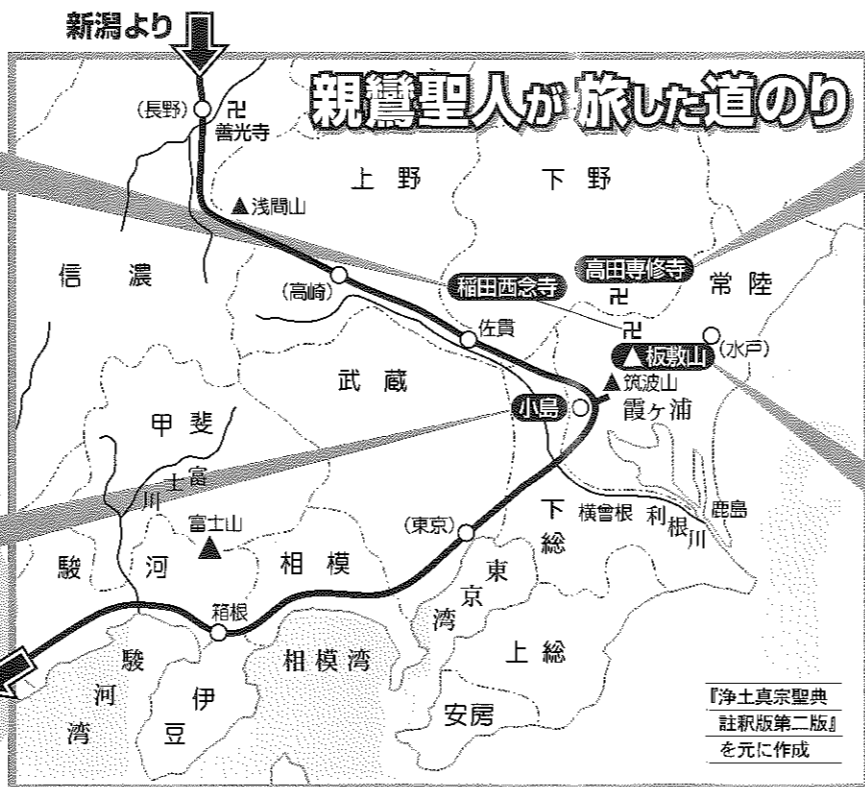 新潟より
親鸞聖人が 旅した道のり
(長野)
卍
善光寺
上野
下野
▲浅間山
信濃
(高崎)
稲田西念寺
高田専修寺
卍
常陸
卍
佐貫
(水戸)
▲板敷山
▲筑波山
武蔵
小島
霞ヶ浦
甲斐
富士川
富士山
▲
(東京)
下総
横曾根
利根川
鹿島
駿河
相模
箱根
東京湾
駿河湾
伊豆
相模湾
上総
安房
『浄土真宗聖典
註釈版第二版』
を元に作成